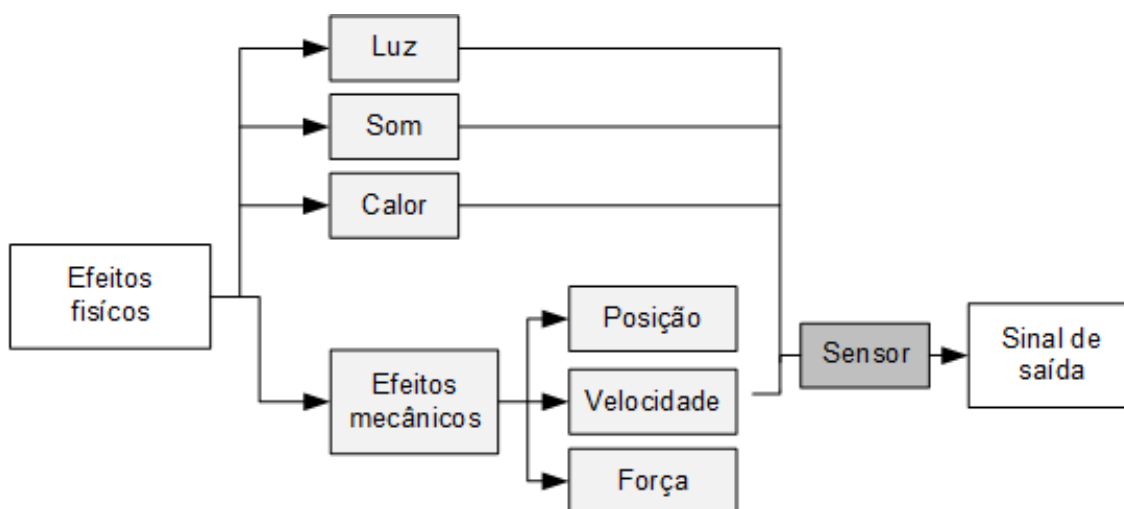 Luz
Som
Calor
Efeitos
fisícos
Efeitos
mecânicos
Posição
Velocidade
Força
Sensor
Sinal de
saída